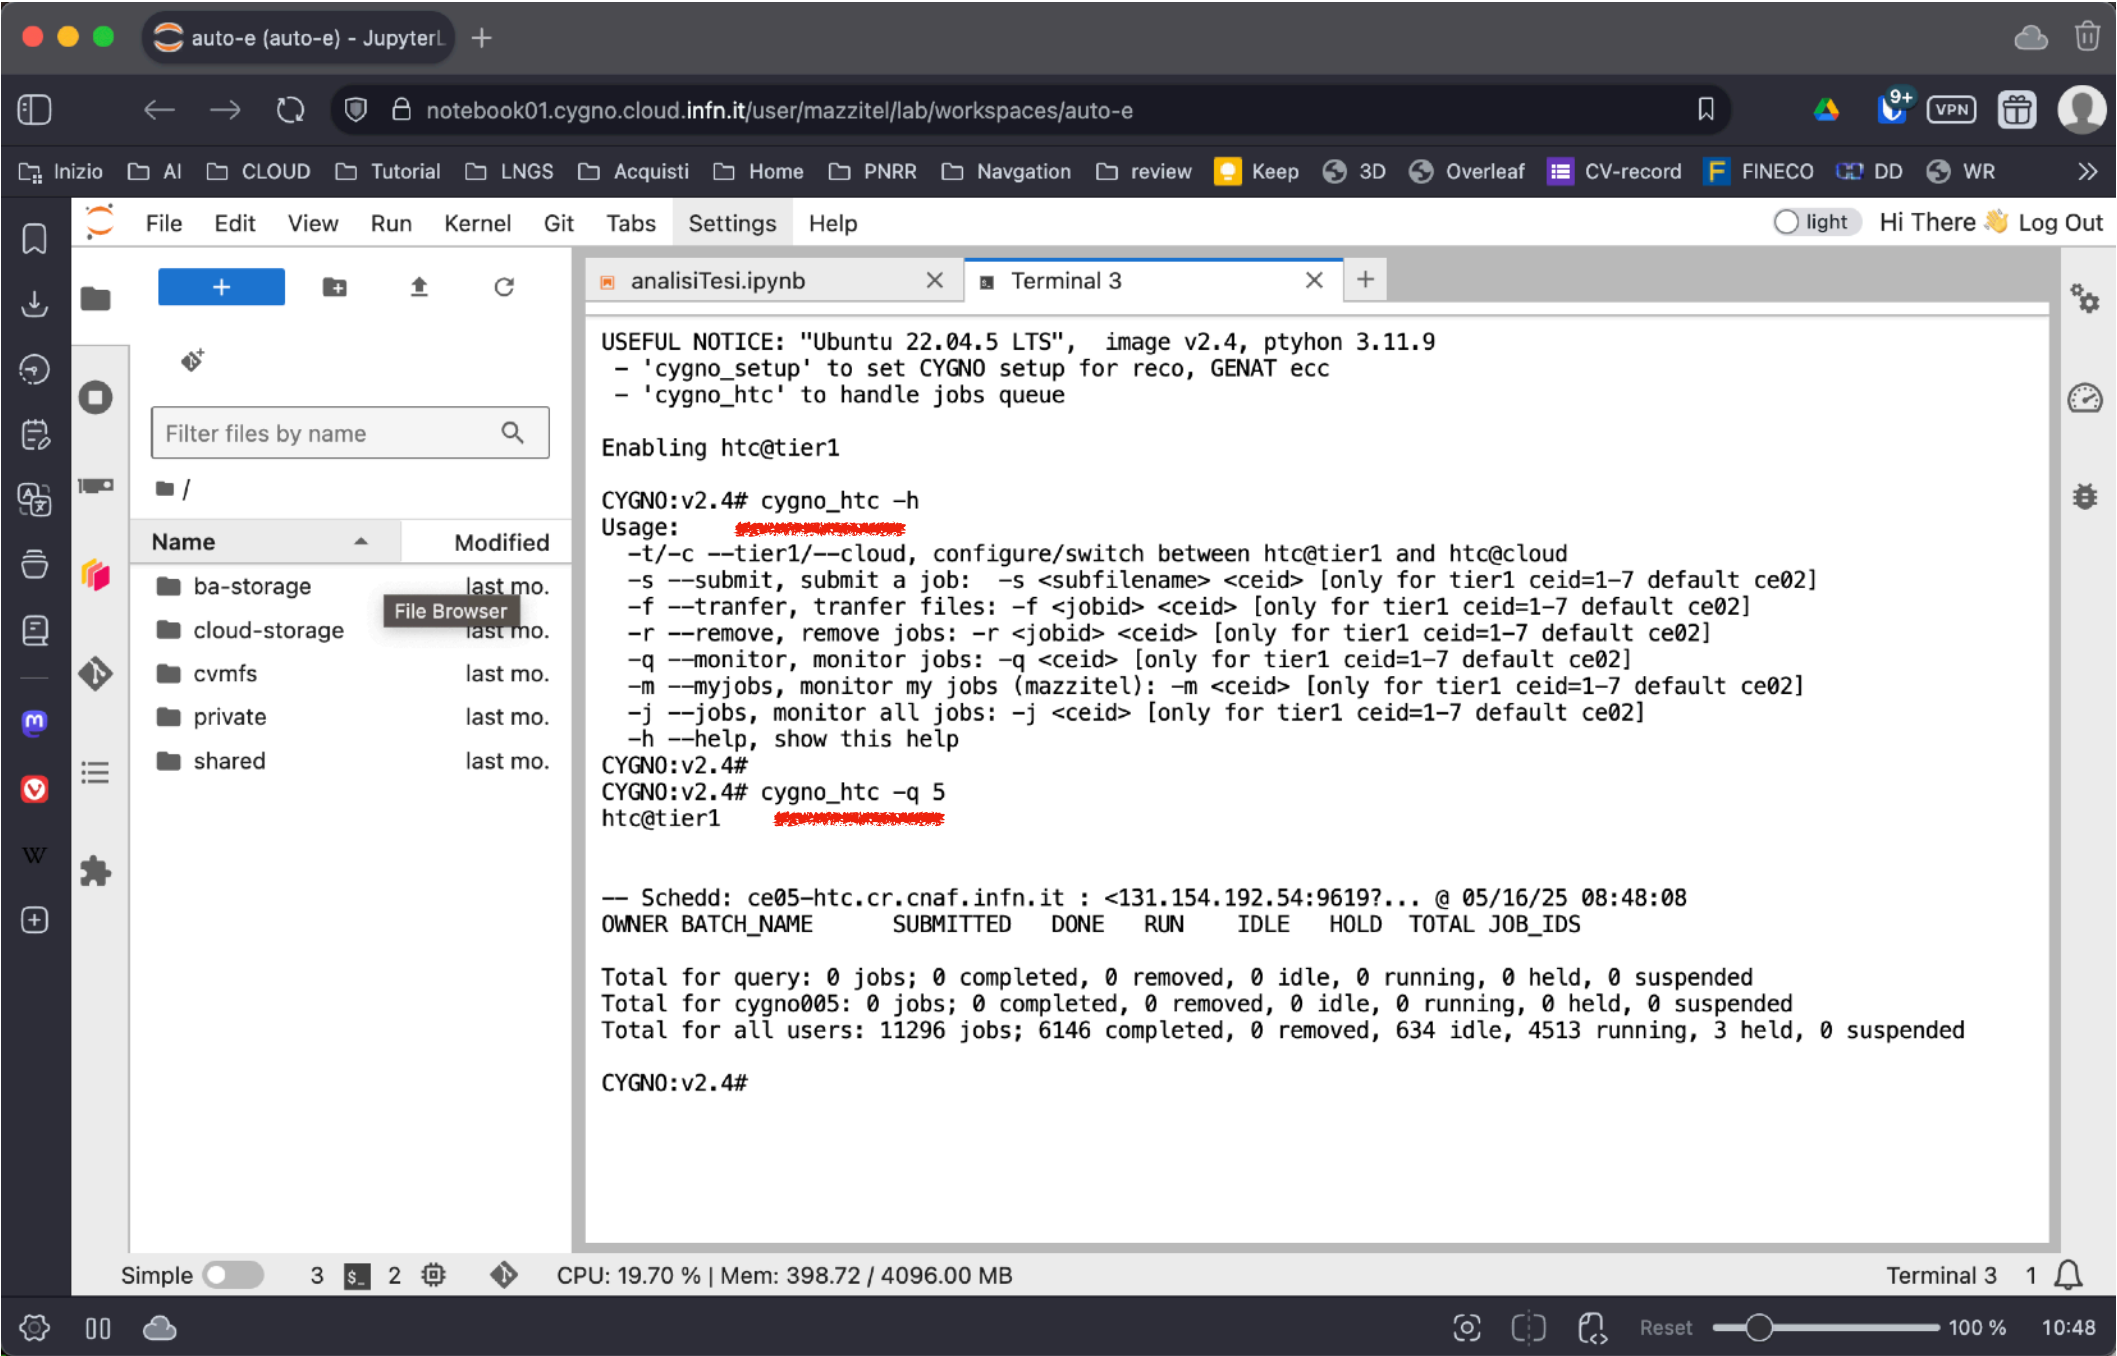 auto-e (auto-e) - JupyterL
notebook01.cygno.cloud.infn.it/user/mazzitel/lab/workspaces/auto-e
9+
VPN
Inizio AI CLOUD Tutorial LNGS Acquisti Home PNRR Navgation review Keep 3D Overleaf CV-record FINECO DD WR
File Edit View Run Kernel Git Tabs Settings Help
light Hi There 👋 Log Out
Filter files by name
/
Name Modified
ba-storage last mo.
File Browser
cloud-storage last mo.
cvmfs last mo.
private last mo.
shared last mo.
analisiTesi.ipynb
Terminal 3
USEFUL NOTICE: "Ubuntu 22.04.5 LTS",  image v2.4, ptyhon 3.11.9
– 'cygno_setup' to set CYGNO setup for reco, GENAT ecc
– 'cygno_htc' to handle jobs queue
Enabling htc@tier1
CYGNO:v2.4# cygno_htc -h
Usage:
-t/-c --tier1/--cloud, configure/switch between htc@tier1 and htc@cloud
-s --submit, submit a job:  -s <subfilename> <ceid> [only for tier1 ceid=1-7 default ce02]
-f --tranfer, tranfer files: -f <jobid> <ceid> [only for tier1 ceid=1-7 default ce02]
-r --remove, remove jobs: -r <jobid> <ceid> [only for tier1 ceid=1-7 default ce02]
-q --monitor, monitor jobs: -q <ceid> [only for tier1 ceid=1-7 default ce02]
-m --myjobs, monitor my jobs (mazzitel): -m <ceid> [only for tier1 ceid=1-7 default ce02]
-j --jobs, monitor all jobs: -j <ceid> [only for tier1 ceid=1-7 default ce02]
-h --help, show this help
CYGNO:v2.4#
CYGNO:v2.4# cygno_htc -q 5
htc@tier1
-- Schedd: ce05-htc.cr.cnaf.infn.it : <131.154.192.54:9619?... @ 05/16/25 08:48:08
OWNER BATCH_NAME SUBMITTED DONE RUN IDLE HOLD TOTAL JOB_IDS
Total for query: 0 jobs; 0 completed, 0 removed, 0 idle, 0 running, 0 held, 0 suspended
Total for cygno005: 0 jobs; 0 completed, 0 removed, 0 idle, 0 running, 0 held, 0 suspended
Total for all users: 11296 jobs; 6146 completed, 0 removed, 634 idle, 4513 running, 3 held, 0 suspended
CYGNO:v2.4#
Simple 3 $_ 2 CPU: 19.70 % | Mem: 398.72 / 4096.00 MB
Terminal 3 1
Reset 100 % 10:48